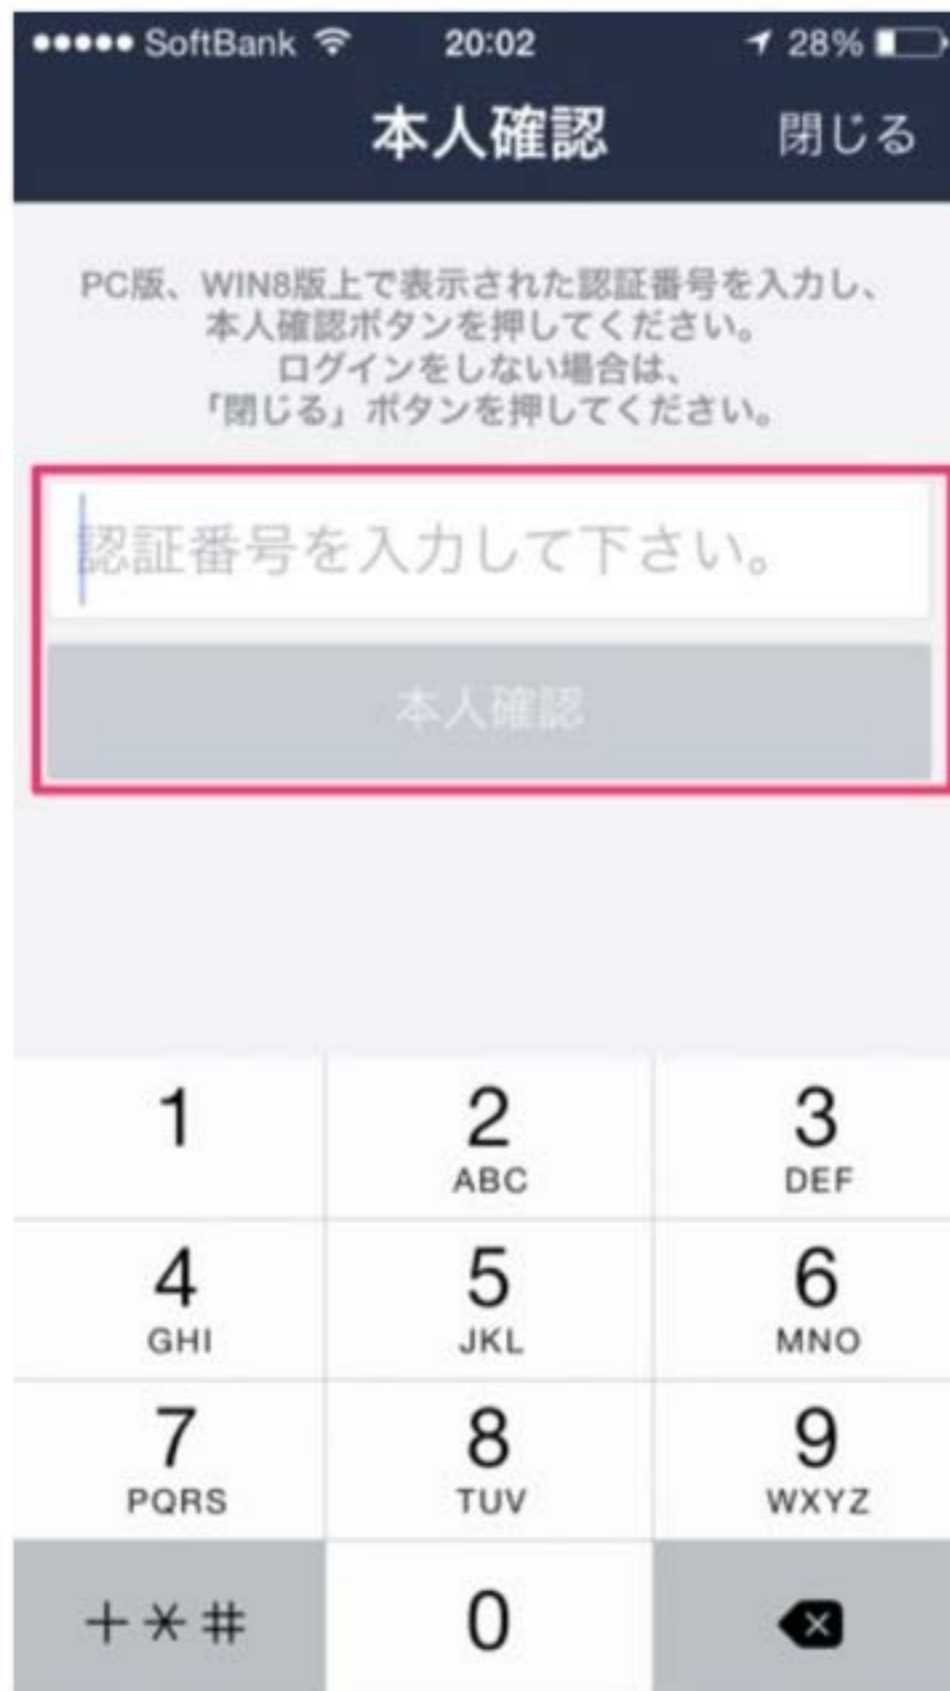 SoftBank 20:02 28%
本人確認 閉じる
PC版、WIN8版上で表示された認証番号を入力し、
本人確認ボタンを押してください。
ログインをしない場合は、
「閉じる」ボタンを押してください。
認証番号を入力して下さい。
本人確認
1 2 3
ABC DEF
4 5 6
GHI JKL MNO
7 8 9
PQRS TUV WXYZ
+*# 0